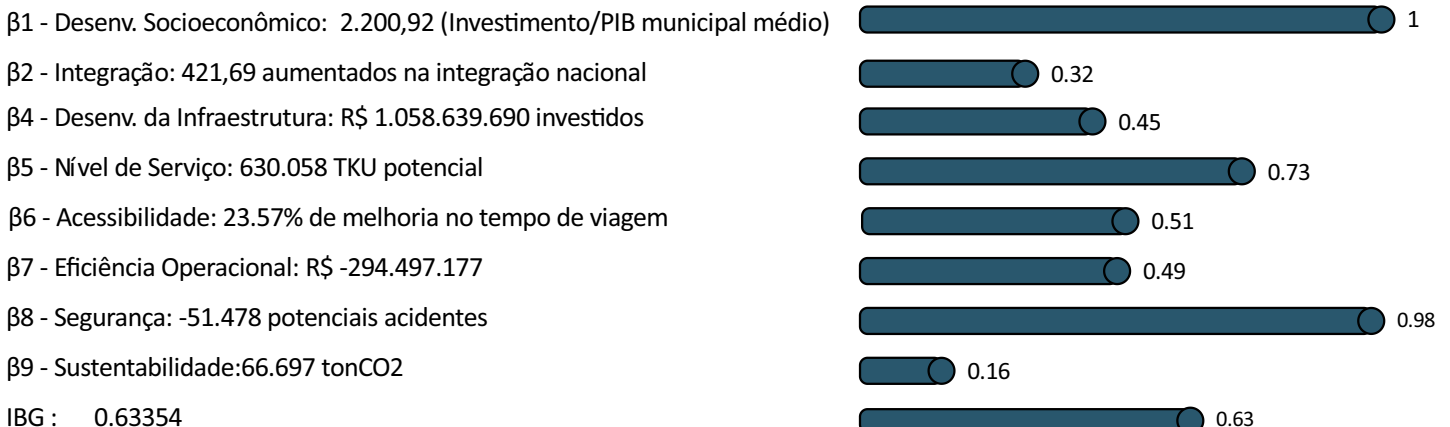 β1 - Desenv. Socioeconômico: 2.200,92 (Investimento/PIB municipal médio) 1
β2 - Integração: 421,69 aumentados na integração nacional 0.32
β4 - Desenv. da Infraestrutura: R$ 1.058.639.690 investidos 0.45
β5 - Nível de Serviço: 630.058 TKU potencial 0.73
β6 - Acessibilidade: 23.57% de melhoria no tempo de viagem 0.51
β7 - Eficiência Operacional: R$ -294.497.177 0.49
β8 - Segurança: -51.478 potenciais acidentes 0.98
β9 - Sustentabilidade:66.697 tonCO2 0.16
IBG : 0.63354 0.63